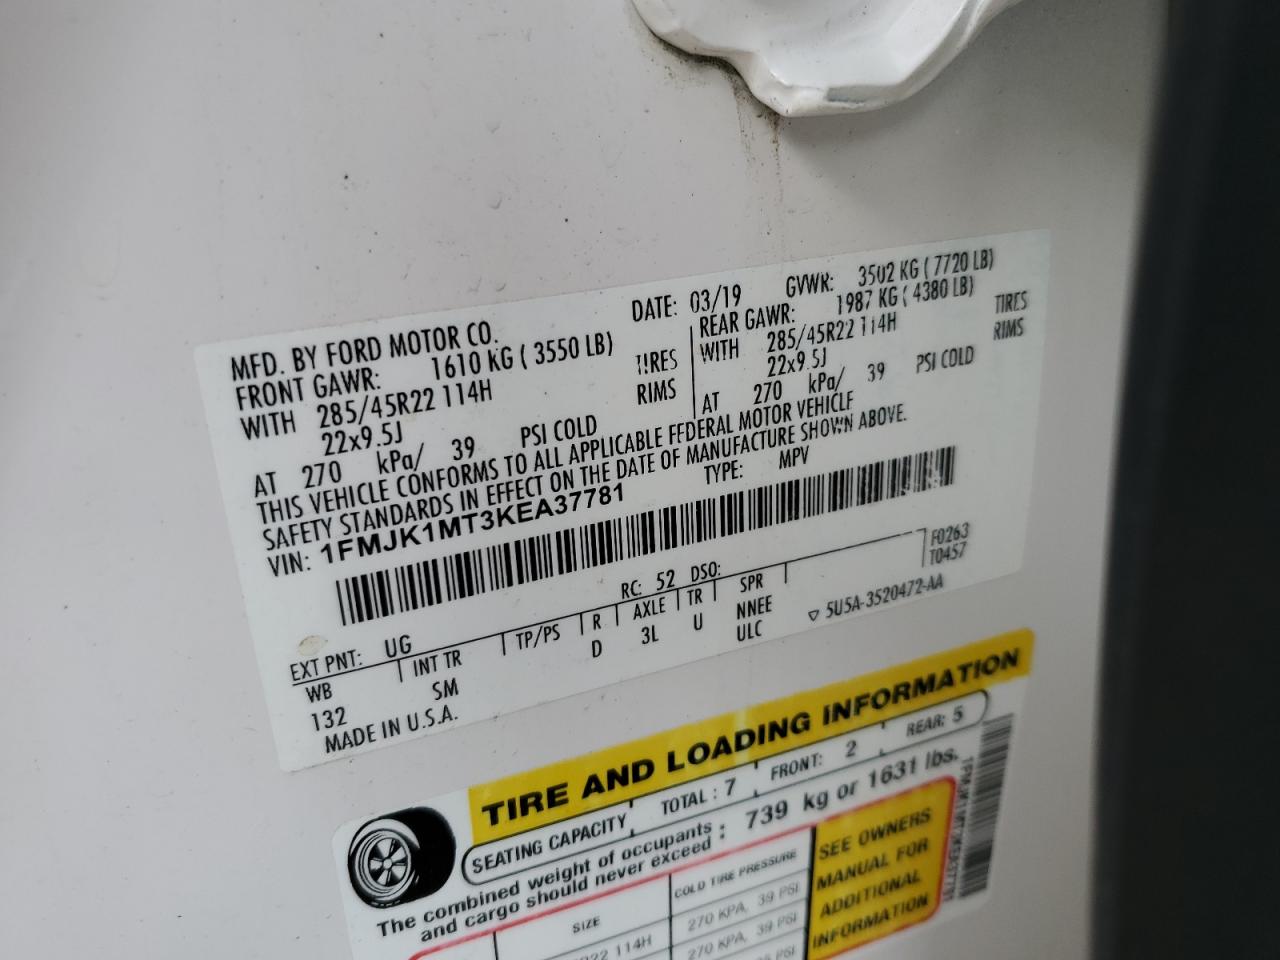 MFD. BY FORD MOTOR CO.
DATE: 03/19 GVWR: 3502 KG ( 7720 LB)
FRONT GAWR: 1610 KG ( 3550 LB)
WITH 285/45R22 114H TIRES
22x9.5J RIMS
AT 270 kPa/ 39 PSI COLD
REAR GAWR: 1987 KG ( 4380 LB)
WITH 285/45R22 114H TIRES
22x9.5J RIMS
AT 270 kPa/ 39 PSI COLD
THIS VEHICLE CONFORMS TO ALL APPLICABLE FEDERAL MOTOR VEHICLE
SAFETY STANDARDS IN EFFECT ON THE DATE OF MANUFACTURE SHOWN ABOVE.
VIN: 1FMJK1MT3KEA37781 TYPE: MPV
F0263
T0457
EXT PNT: UG RC: 52 DSO:
WB INT TR TP/PS R AXLE TR SPR
132 SM D 3L U NNEE
ULC
MADE IN U.S.A. 5U5A-3520472-AA
TIRE AND LOADING INFORMATION
SEATING CAPACITY TOTAL : 7 FRONT: 2 REAR: 5
The combined weight of occupants
and cargo should never exceed : 739 kg or 1631 lbs.
SIZE COLD TIRE PRESSURE
R22 114H 270 KPA, 39 PSI
270 KPA, 39 PSI
PSI
SEE OWNERS
MANUAL FOR
ADDITIONAL
INFORMATION
1FMJK1MT3KEA37781